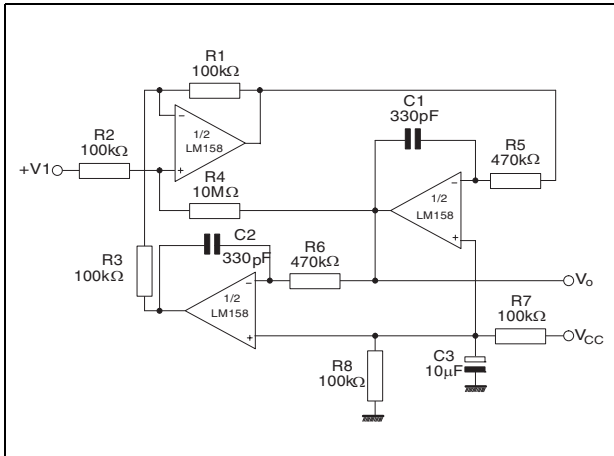 R1
100kΩ
C1
330pF
R2
100kΩ
1/2
LM158
R5
470kΩ
+V1
R4
10MΩ
1/2
LM158
C2
330pF
R6
470kΩ
R3
100kΩ
1/2
LM158
Vo
R7
100kΩ
R8
100kΩ
C3
10µF
VCC
−
+
−
+
−
+